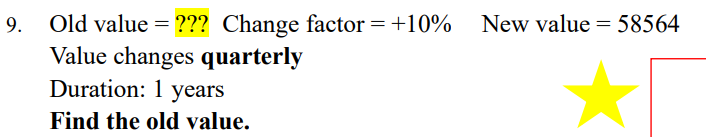 9. Old value = ??? Change factor = +10% New value = 58564
Value changes quarterly
Duration: 1 years
Find the old value.